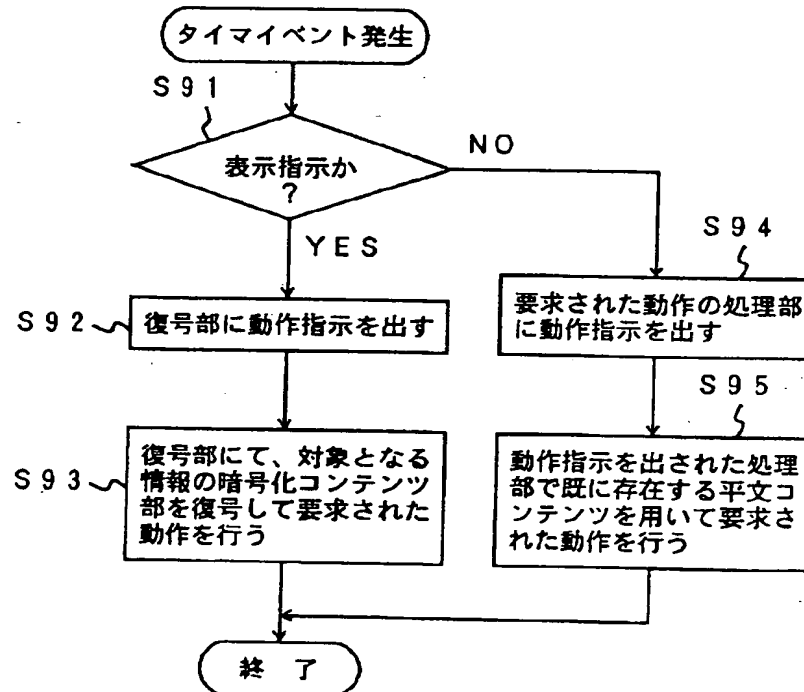 タイマイベント発生
S91
表示指示か
?
NO
YES
S94
S92
復号部に動作指示を出す
要求された動作の処理部
に動作指示を出す
S95
S93
復号部にて、対象となる
情報の暗号化コンテンツ
部を復号して要求された
動作を行う
動作指示を出された処理
部で既に存在する平文コ
ンテンツを用いて要求さ
れた動作を行う
終了